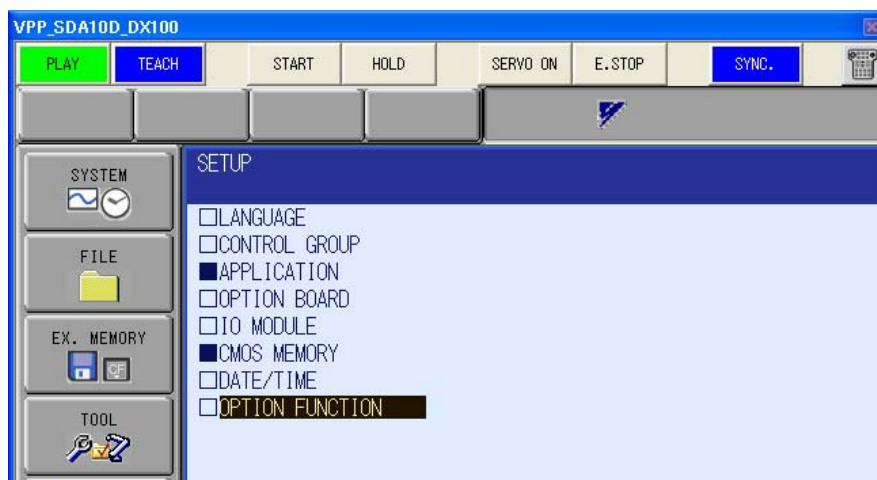 VPP_SDA10D_DX100
PLAY TEACH START HOLD SERVO ON E.STOP SYNC.
SYSTEM
FILE
EX. MEMORY
CF
TOOL
SETUP
LANGUAGE
CONTROL GROUP
APPLICATION
OPTION BOARD
IO MODULE
CMOS MEMORY
DATE/TIME
OPTION FUNCTION